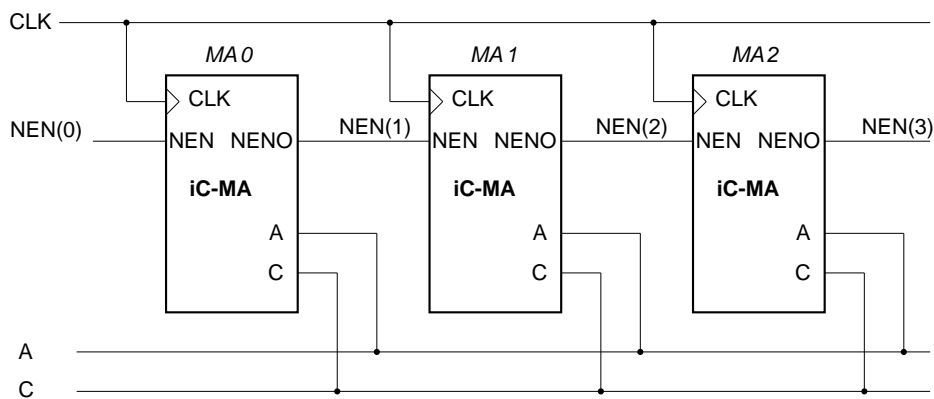 CLK
MA0 MA1 MA2
CLK CLK CLK
NEN(0) NEN(1) NEN(2) NEN(3)
NEN NENO NEN NENO NEN NENO
iC-MA iC-MA iC-MA
A A A
C C C
A
C